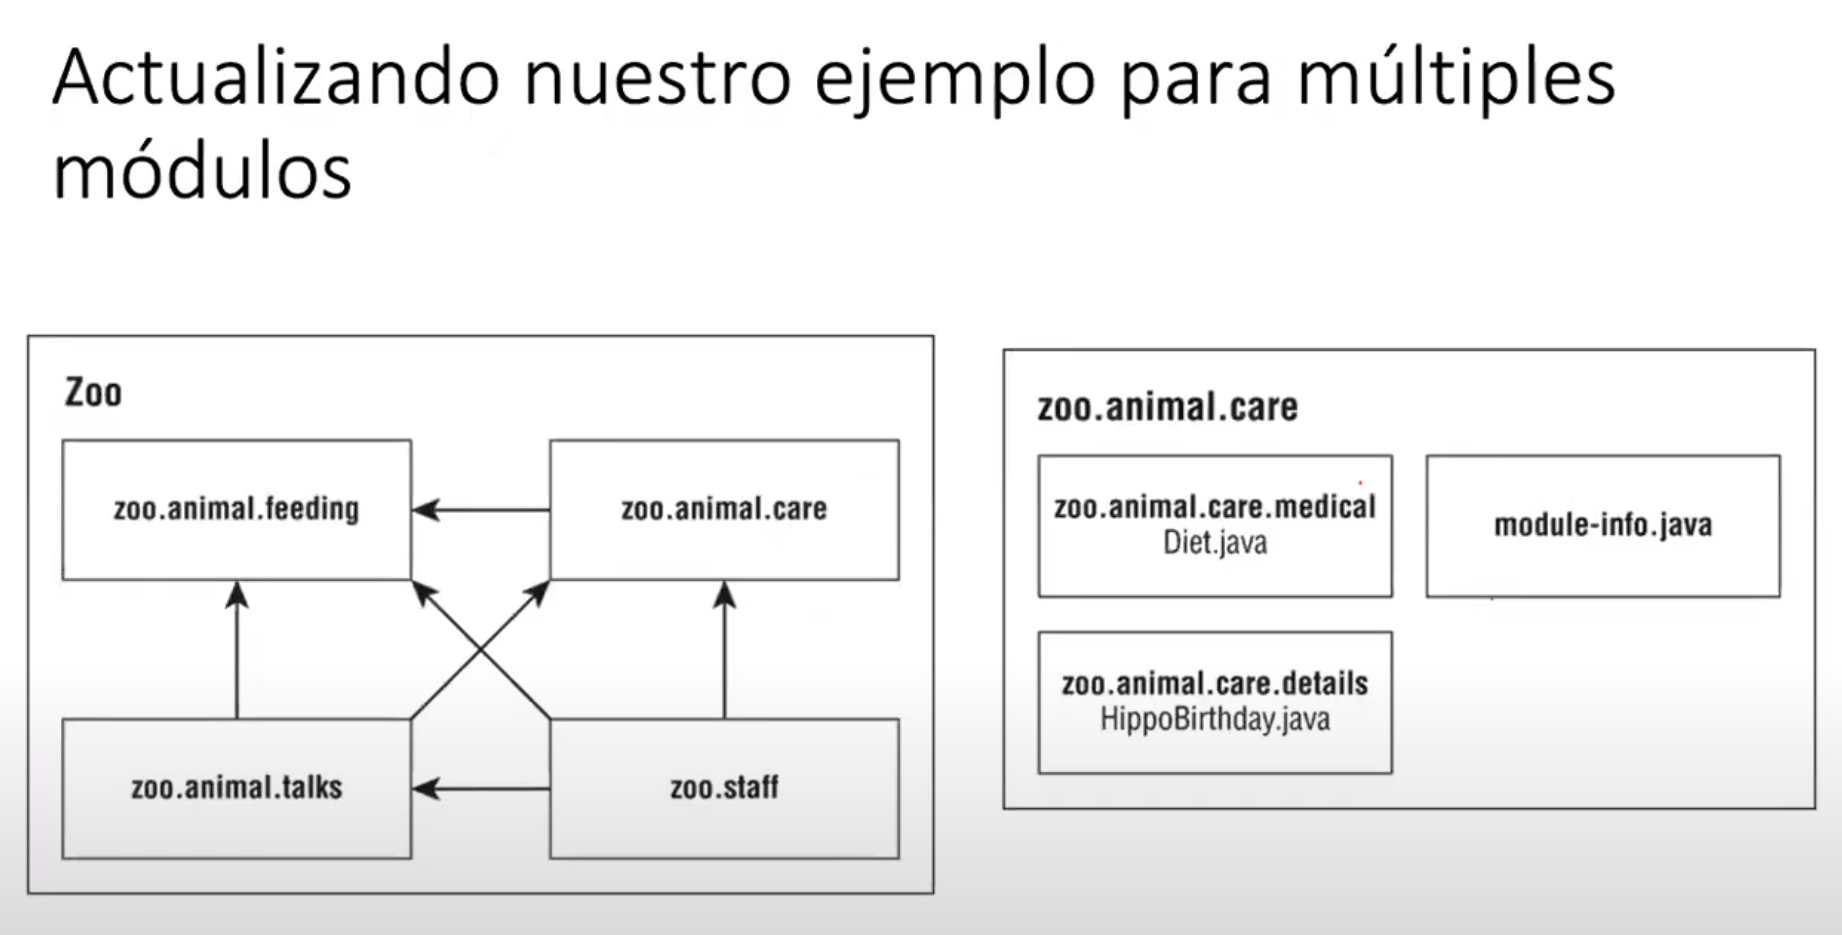 Actualizando nuestro ejemplo para múltiples
módulos
Zoo
zoo.animal.feeding
zoo.animal.care
zoo.animal.talks
zoo.staff
zoo.animal.care
zoo.animal.care.medical
Diet.java
module-info.java
zoo.animal.care.details
HippoBirthday.java